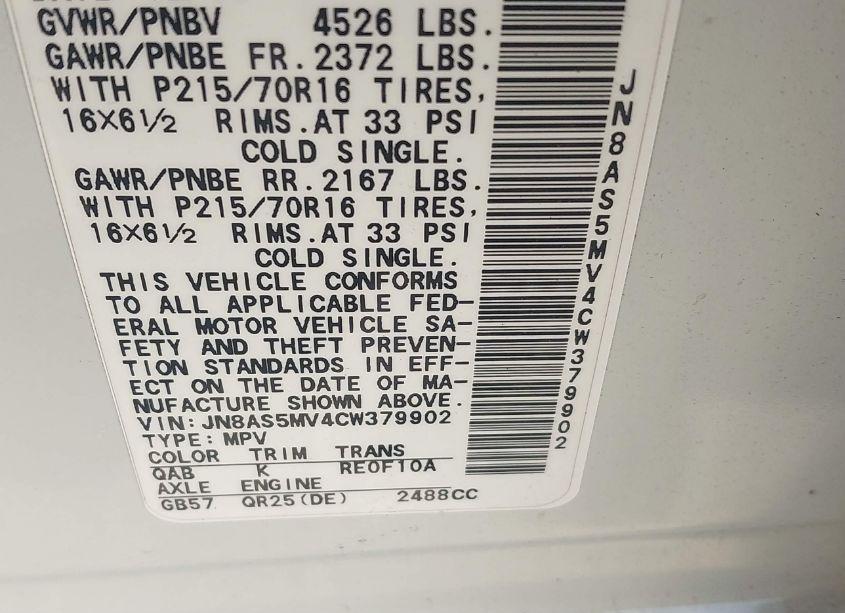 GVWR/PNBV 4526 LBS.
GAWR/PNBE FR.2372 LBS.
WITH P215/70R16 TIRES,
16X6½ RIMS.AT 33 PSI
COLD SINGLE.
GAWR/PNBE RR.2167 LBS.
WITH P215/70R16 TIRES,
16X6½ RIMS.AT 33 PSI
COLD SINGLE.
THIS VEHICLE CONFORMS
TO ALL APPLICABLE FED-
ERAL MOTOR VEHICLE SA-
FETY AND THEFT PREVEN-
TION STANDARDS IN EFF-
ECT ON THE DATE OF MA-
NUFACTURE SHOWN ABOVE.
VIN:JN8AS5MV4CW379902
TYPE:MPV
COLOR TRIM TRANS
QAB K RE0F10A
AXLE ENGINE
GB57 QR25(DE) 2488CC
JN8AS5MV4CW379902